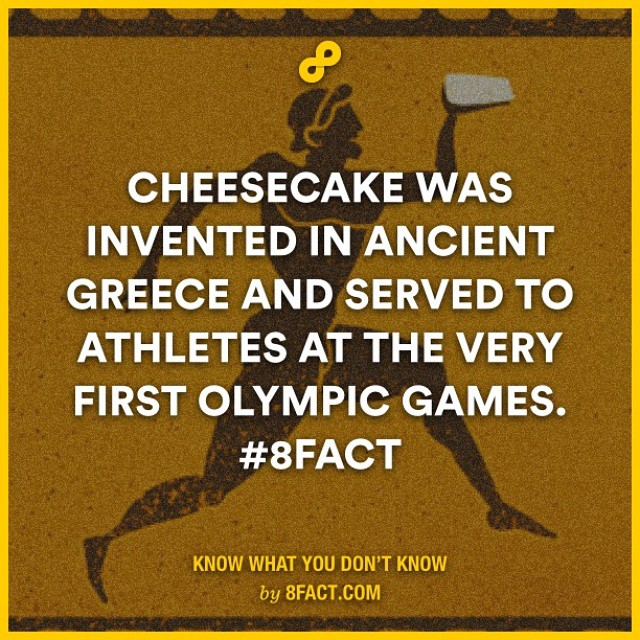 CHEESECAKE WAS
INVENTED IN ANCIENT
GREECE AND SERVED TO
ATHLETES AT THE VERY
FIRST OLYMPIC GAMES.
#8FACT
KNOW WHAT YOU DON'T KNOW
by 8FACT.COM